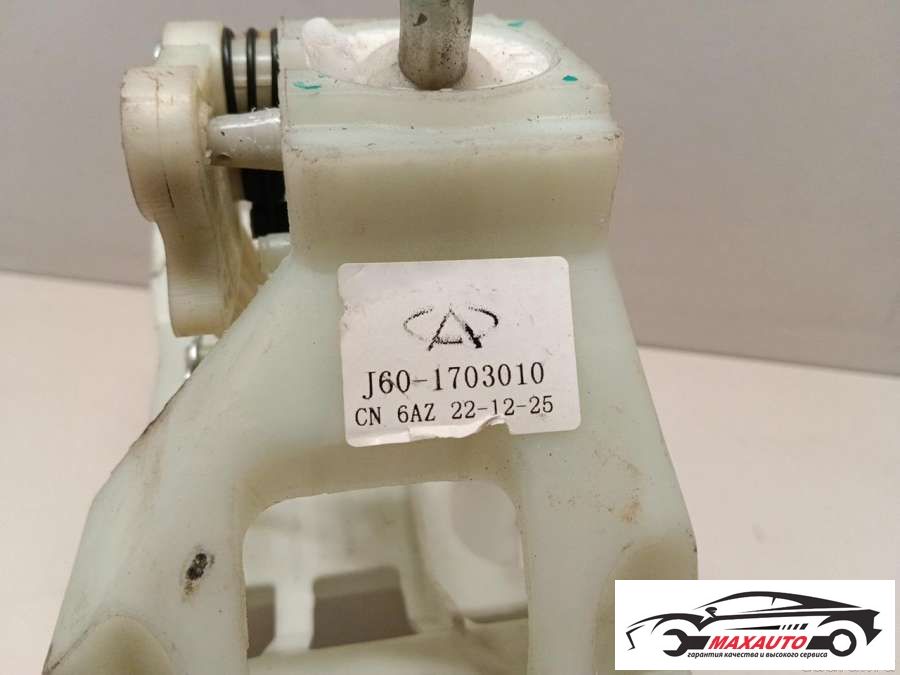 J60-1703010
CN 6AZ 22-12-25
MAXAUTO
гарантия качества и высокого сервиса